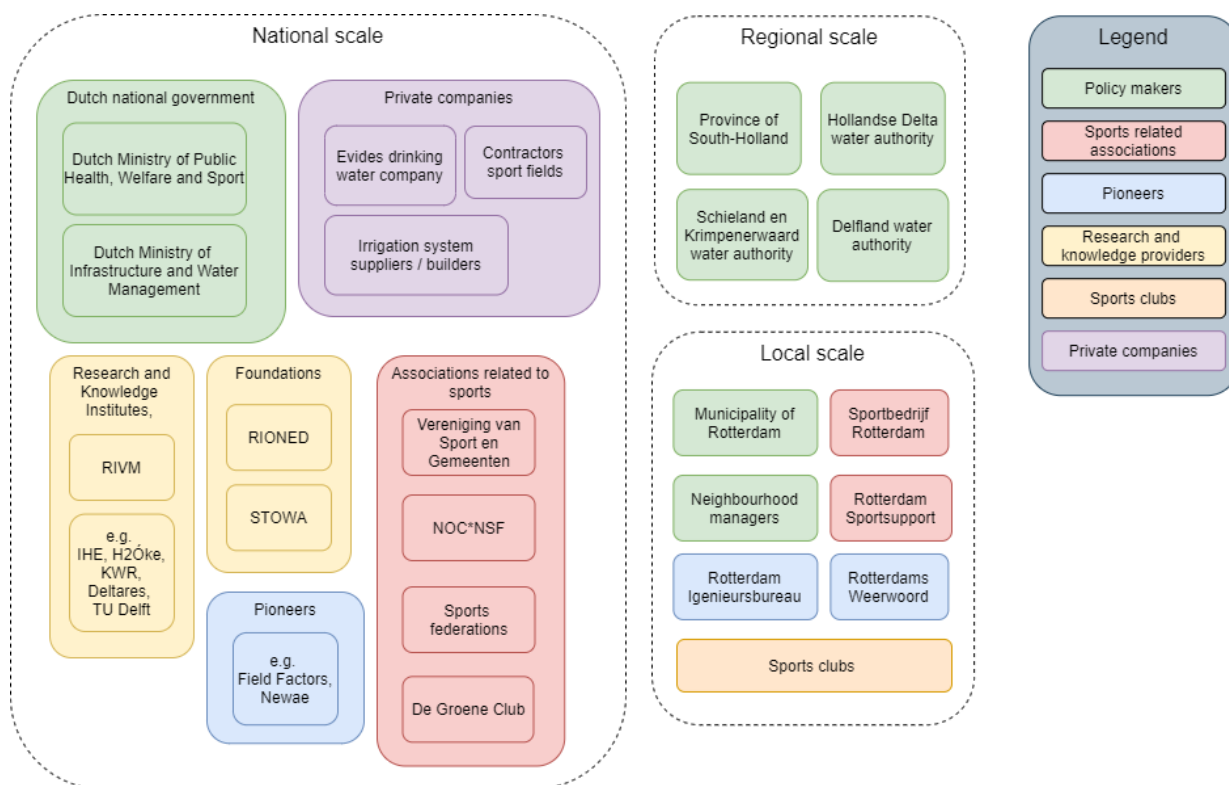 National scale
Dutch national government
Dutch Ministry of Public
Health, Welfare and Sport
Dutch Ministry of
Infrastructure and Water
Management
Private companies
Evides drinking
water company
Contractors
sport fields
Irrigation system
suppliers / builders
Research and
Knowledge
Institutes,
RIVM
e.g.
IHE, H2Óke,
KWR,
Deltares,
TU Delft
Foundations
RIONED
STOWA
Pioneers
e.g.
Field Factors,
Newae
Associations related to
sports
Vereniging van
Sport en
Gemeenten
NOC*NSF
Sports
federations
De Groene Club
Regional scale
Province of
South-Holland
Hollandse Delta
water authority
Schieland en
Krimpenerwaard
water authority
Delfland water
authority
Local scale
Municipality of
Rotterdam
Sportbedrijf
Rotterdam
Neighbourhood
managers
Rotterdam
Sportsupport
Rotterdam
Igenieursbureau
Rotterdams
Weerwoord
Sports clubs
Legend
Policy makers
Sports related
associations
Pioneers
Research and
knowledge providers
Sports clubs
Private companies